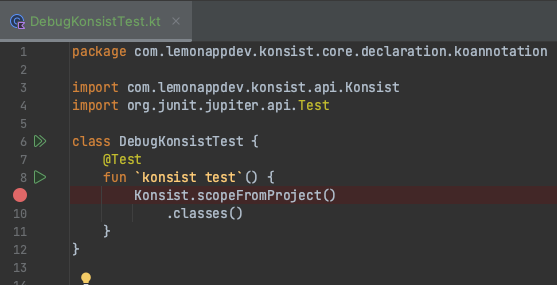 DebugKonsistTest.kt
1 package com.lemonappdev.konsist.core.declaration.koannotation
2
3 import com.lemonappdev.konsist.api.Konsist
4 import org.junit.jupiter.api.Test
5
6 class DebugKonsistTest {
7 @Test
8 fun `konsist test`() {
Konsist.scopeFromProject()
10 .classes()
11 }
12 }
13